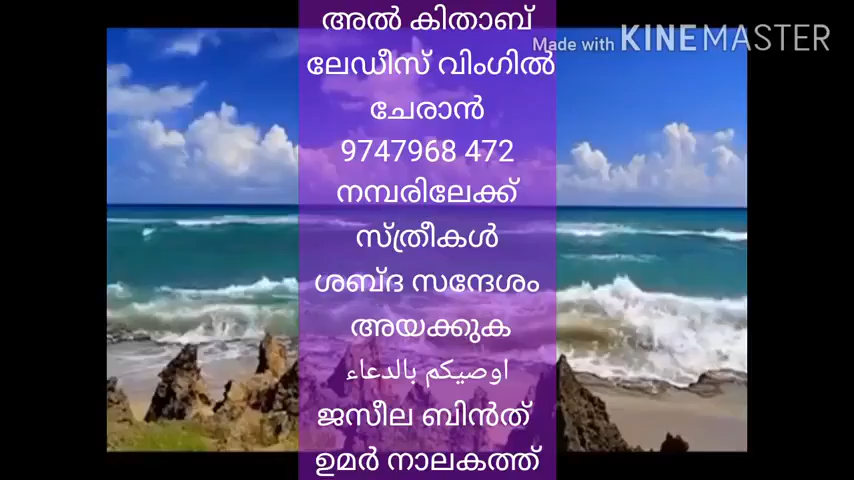 അൽ കിതാബ്
ലേഡീസ് വിംഗിൽ
Made with KINEMASTER
ചേരാൻ
9747968 472
നമ്പരിലേക്ക്
സ്ത്രീകൾ
ശബ്ദ സന്ദേശം
അയക്കുക
اوصيكم بالدعاء
ജസീല ബിൻത്
ഉമർ നാലകത്ത്